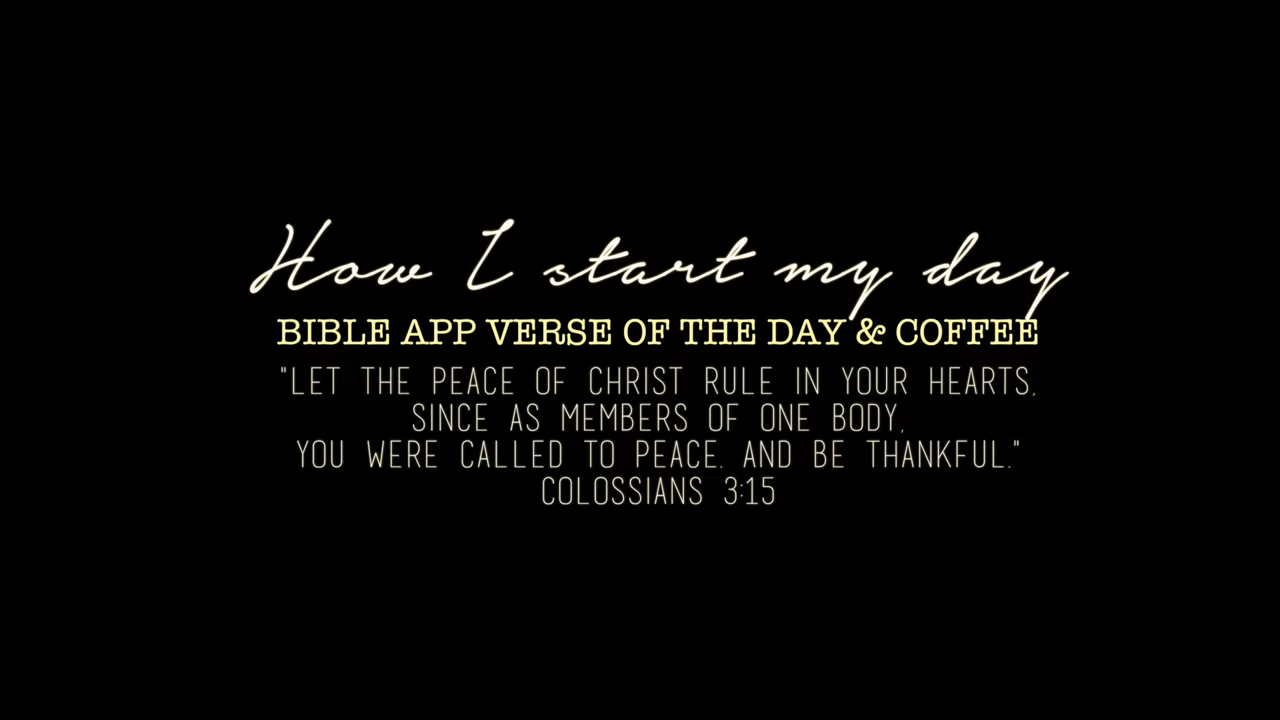 How I start my day
BIBLE APP VERSE OF THE DAY & COFFEE
"LET THE PEACE OF CHRIST RULE IN YOUR HEARTS,
SINCE AS MEMBERS OF ONE BODY,
YOU WERE CALLED TO PEACE. AND BE THANKFUL."
COLOSSIANS 3:15